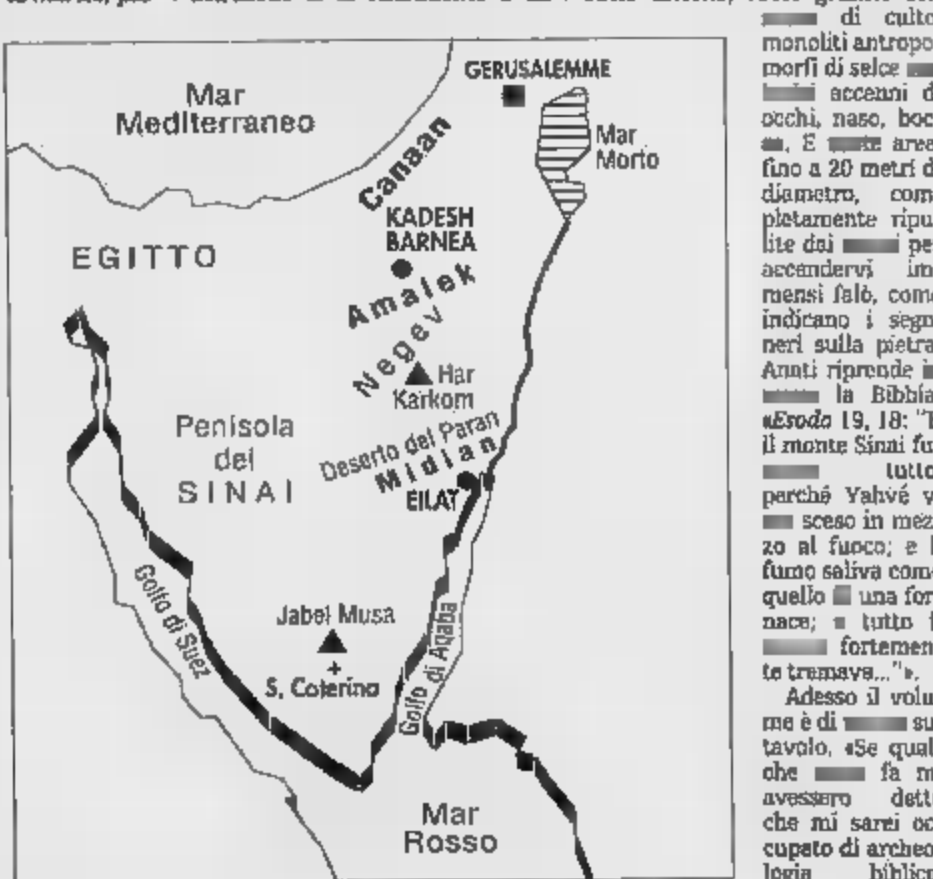 Mar
Mediterraneo
GERUSALEMME
Mar
Morto
Canaan
KADESH
BARNEA
EGITTO
Amalek
Negev
Har
Karkom
Penisola
del
SINAI
Deserto del Paran
Midian
EILAT
Golfo di Suez
Jabel Musa
S. Caterina
Golfo di Aqaba
Mar
Rosso
di culto
monoliti antropo
morfi di selce
accenni d
occhi, naso, boc
E area
fino a 20 metri d
diametro, com
pletamente ripu
lite dai pe
accendervi im
mensi falò, come
indicano i segn
neri sulla pietra
Anati riprende
la Bibbia
«Esodo 19, 18:
il monte Sinai fu
tutto
perché Yahvé v
sceso in mez
zo al fuoco; e
fumo saliva com
quello una for
nace; tutto
fortemen
te tremava..."».
Adesso il volu
me è di su
tavolo. «Se qual
che fa m
avessero dett
che mi sarei oc
cupato di archeo
logia biblica